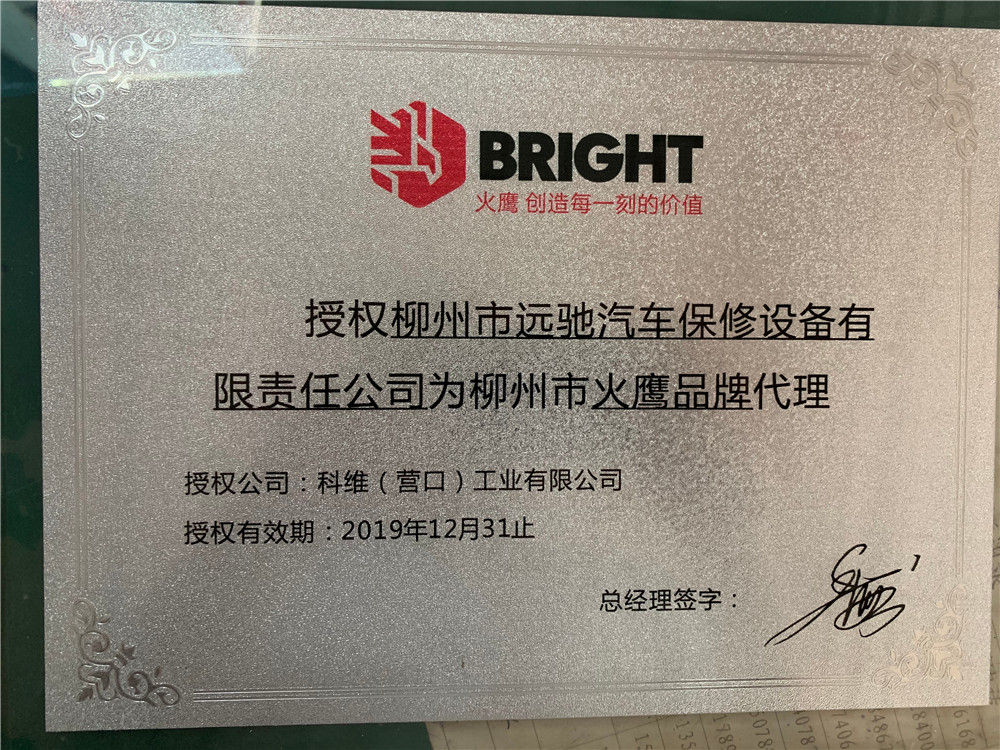 BRIGHT
火鹰 创造每一刻的价值
授权柳州市远驰汽车保修设备有
限责任公司为柳州市火鹰品牌代理
授权公司：科维（营口）工业有限公司
授权有效期：2019年12月31止
总经理签字：